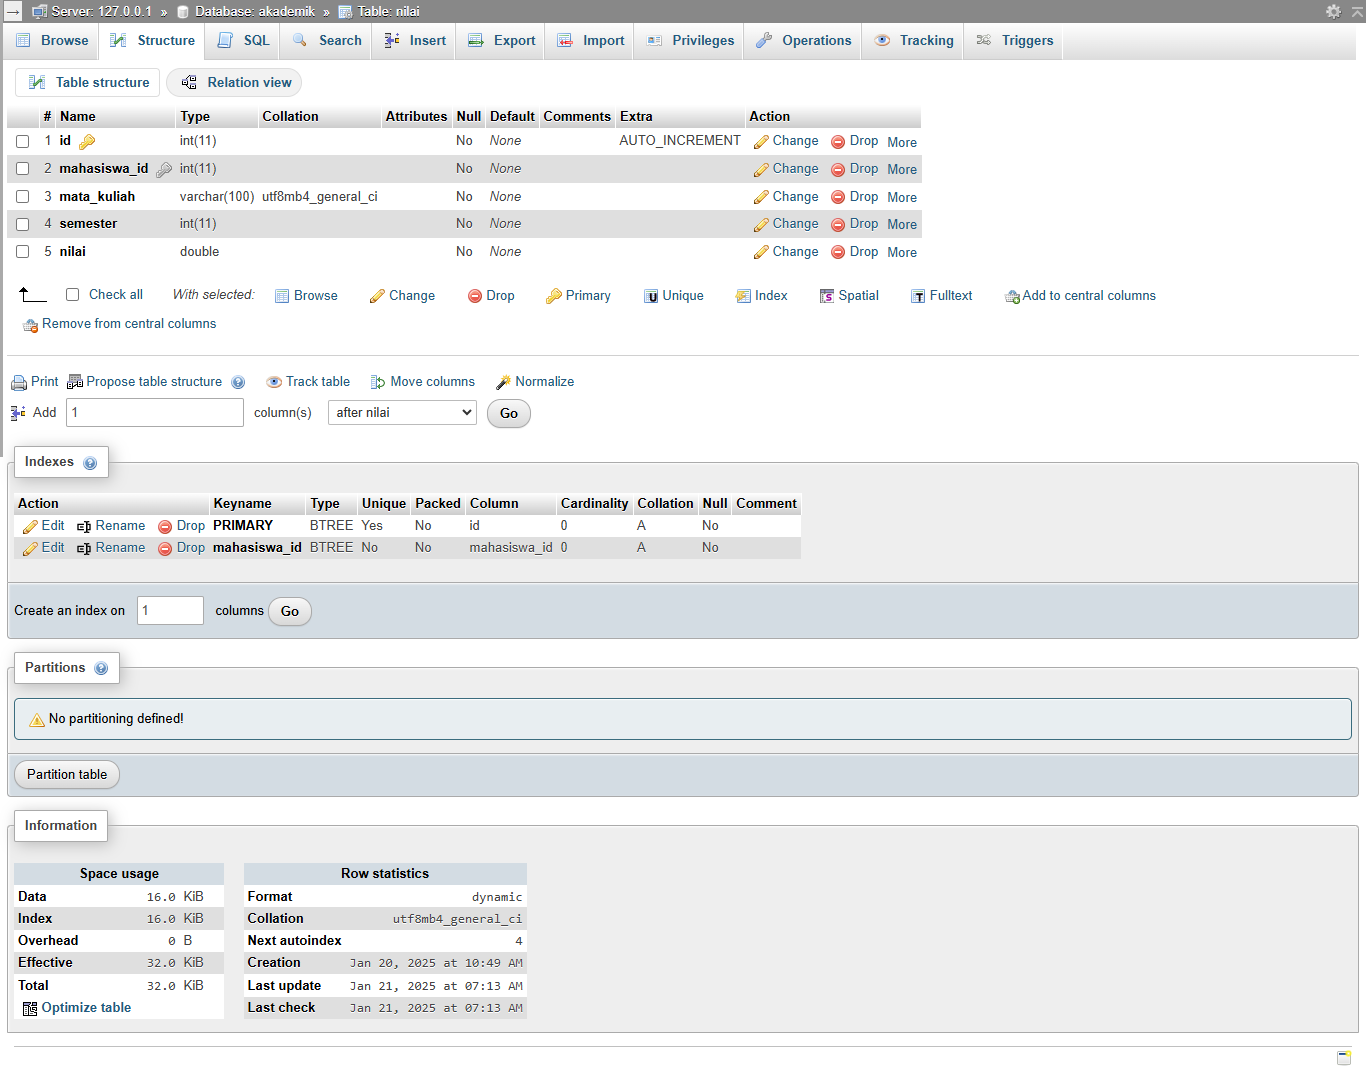 Server: 127.0.0.1 » Database: akademik » Table: nilai
Browse Structure SQL Search Insert Export Import Privileges Operations Tracking Triggers
Table structure Relation view
# Name Type Collation Attributes Null Default Comments Extra Action
1 id int(11) No None AUTO_INCREMENT Change Drop More
2 mahasiswa_id int(11) No None Change Drop More
3 mata_kuliah varchar(100) utf8mb4_general_ci No None Change Drop More
4 semester int(11) No None Change Drop More
5 nilai double No None Change Drop More
Check all With selected: Browse Change Drop Primary Unique Index Spatial Fulltext Add to central columns
Remove from central columns
Print Propose table structure Track table Move columns Normalize
Add 1 column(s) after nilai Go
Indexes
Action Keyname Type Unique Packed Column Cardinality Collation Null Comment
Edit Rename Drop PRIMARY BTREE Yes No id 0 A No
Edit Rename Drop mahasiswa_id BTREE No No mahasiswa_id 0 A No
Create an index on 1 columns Go
Partitions
No partitioning defined!
Partition table
Information
Space usage
Data 16.0 KiB
Index 16.0 KiB
Overhead 0 B
Effective 32.0 KiB
Total 32.0 KiB
Optimize table
Row statistics
Format dynamic
Collation utf8mb4_general_ci
Next autoindex 4
Creation Jan 20, 2025 at 10:49 AM
Last update Jan 21, 2025 at 07:13 AM
Last check Jan 21, 2025 at 07:13 AM